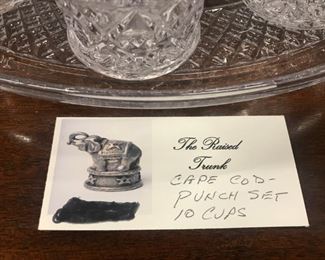 The Raised
Trunk
CAPE COD-
PUNCH SET
10 CUPS